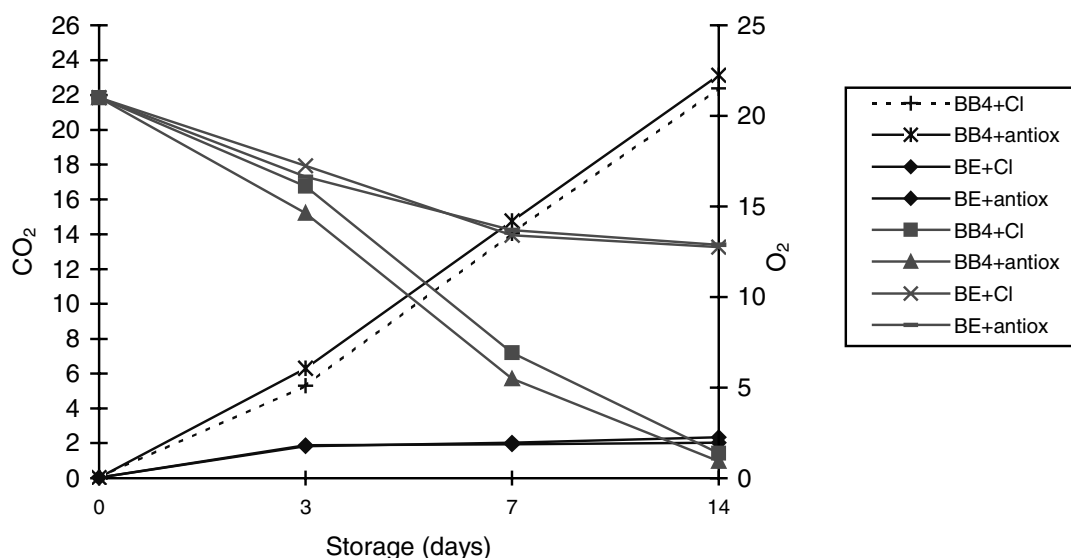 26
24
22
20
18
16
14
12
10
8
6
4
2
0
CO₂
25
20
15
10
5
0
O₂
0 3 7 14
Storage (days)
BB4+Cl
BB4+antiox
BE+Cl
BE+antiox
BB4+Cl
BB4+antiox
BE+Cl
BE+antiox